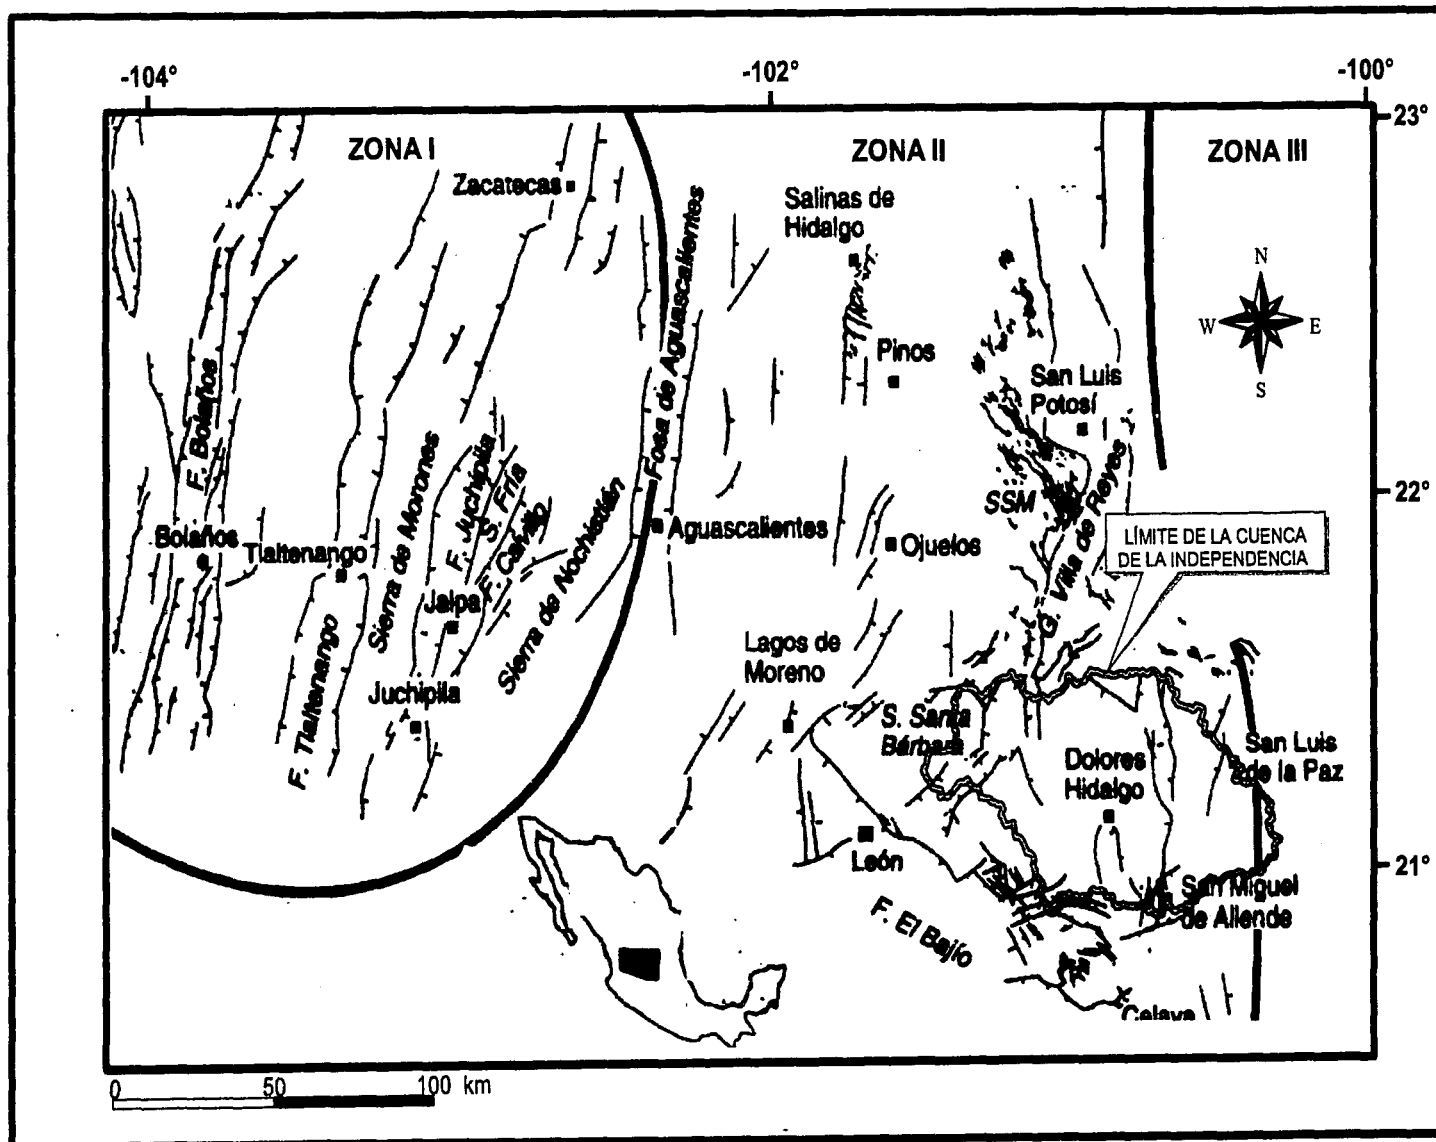 -104°
-102°
-100°
23°
ZONA I
ZONA II
ZONA III
Zacatecas
Salinas de
Hidalgo
Fosa de Aguascalientes
N
W
E
S
Pinos
San Luis
Potosí
F. Bolaños
Sierra de Morones
F. Juchipila
S. Fría
F. Calvillo
Sierra de Nochistlán
SSM
G. Villa de Reyes
22°
Aguascalientes
Ojuelos
LÍMITE DE LA CUENCA
DE LA INDEPENDENCIA
Bolaños
Tlaltenango
Jalpa
F. Tlaltenango
Juchipila
Lagos de
Moreno
S. Santa
Bárbara
Dolores
Hidalgo
San Luis
de la Paz
León
21°
San Miguel
de Allende
F. El Bajío
Celaya
0
50
100 km